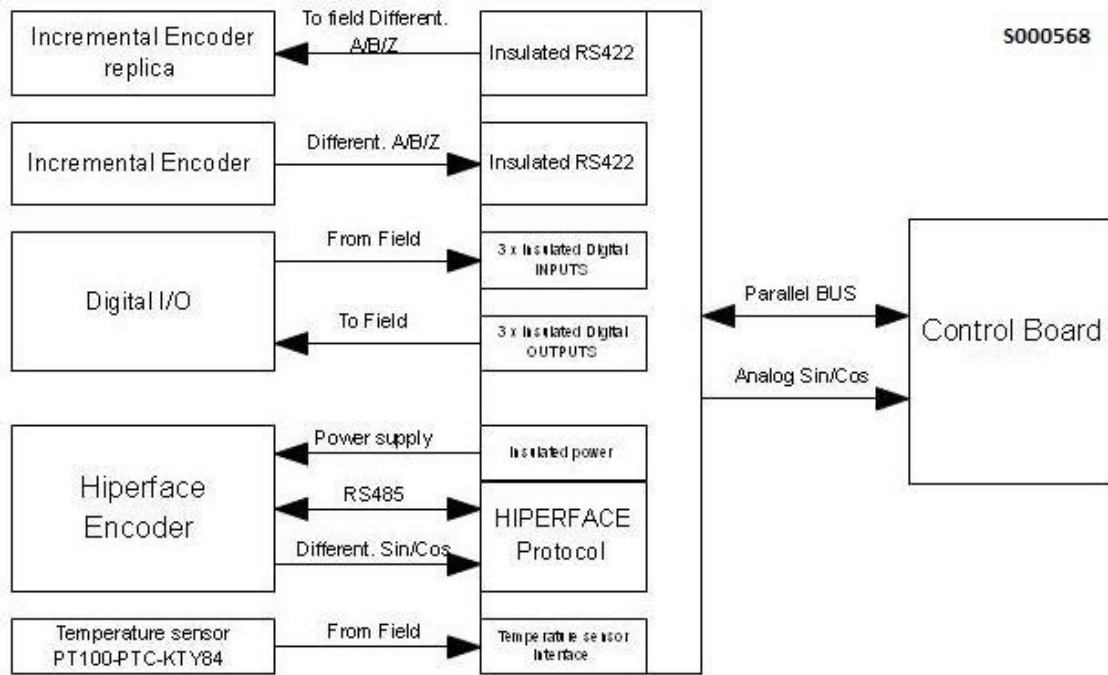 S000568
Incremental Encoder
replica
To field Different.
A/B/Z
Insulated RS422
Incremental Encoder
Different. A/B/Z
Insulated RS422
Digital I/O
From Field
3 x Insulated Digital
INPUTS
To Field
3 x Insulated Digital
OUTPUTS
Parallel BUS
Analog Sin/Cos
Control Board
Hiperface
Encoder
Power supply
Insulated power
RS485
HIPERFACE
Protocol
Different. Sin/Cos
Temperature sensor
PT100-PTC-KTY84
From Field
Temperature sensor
Interface